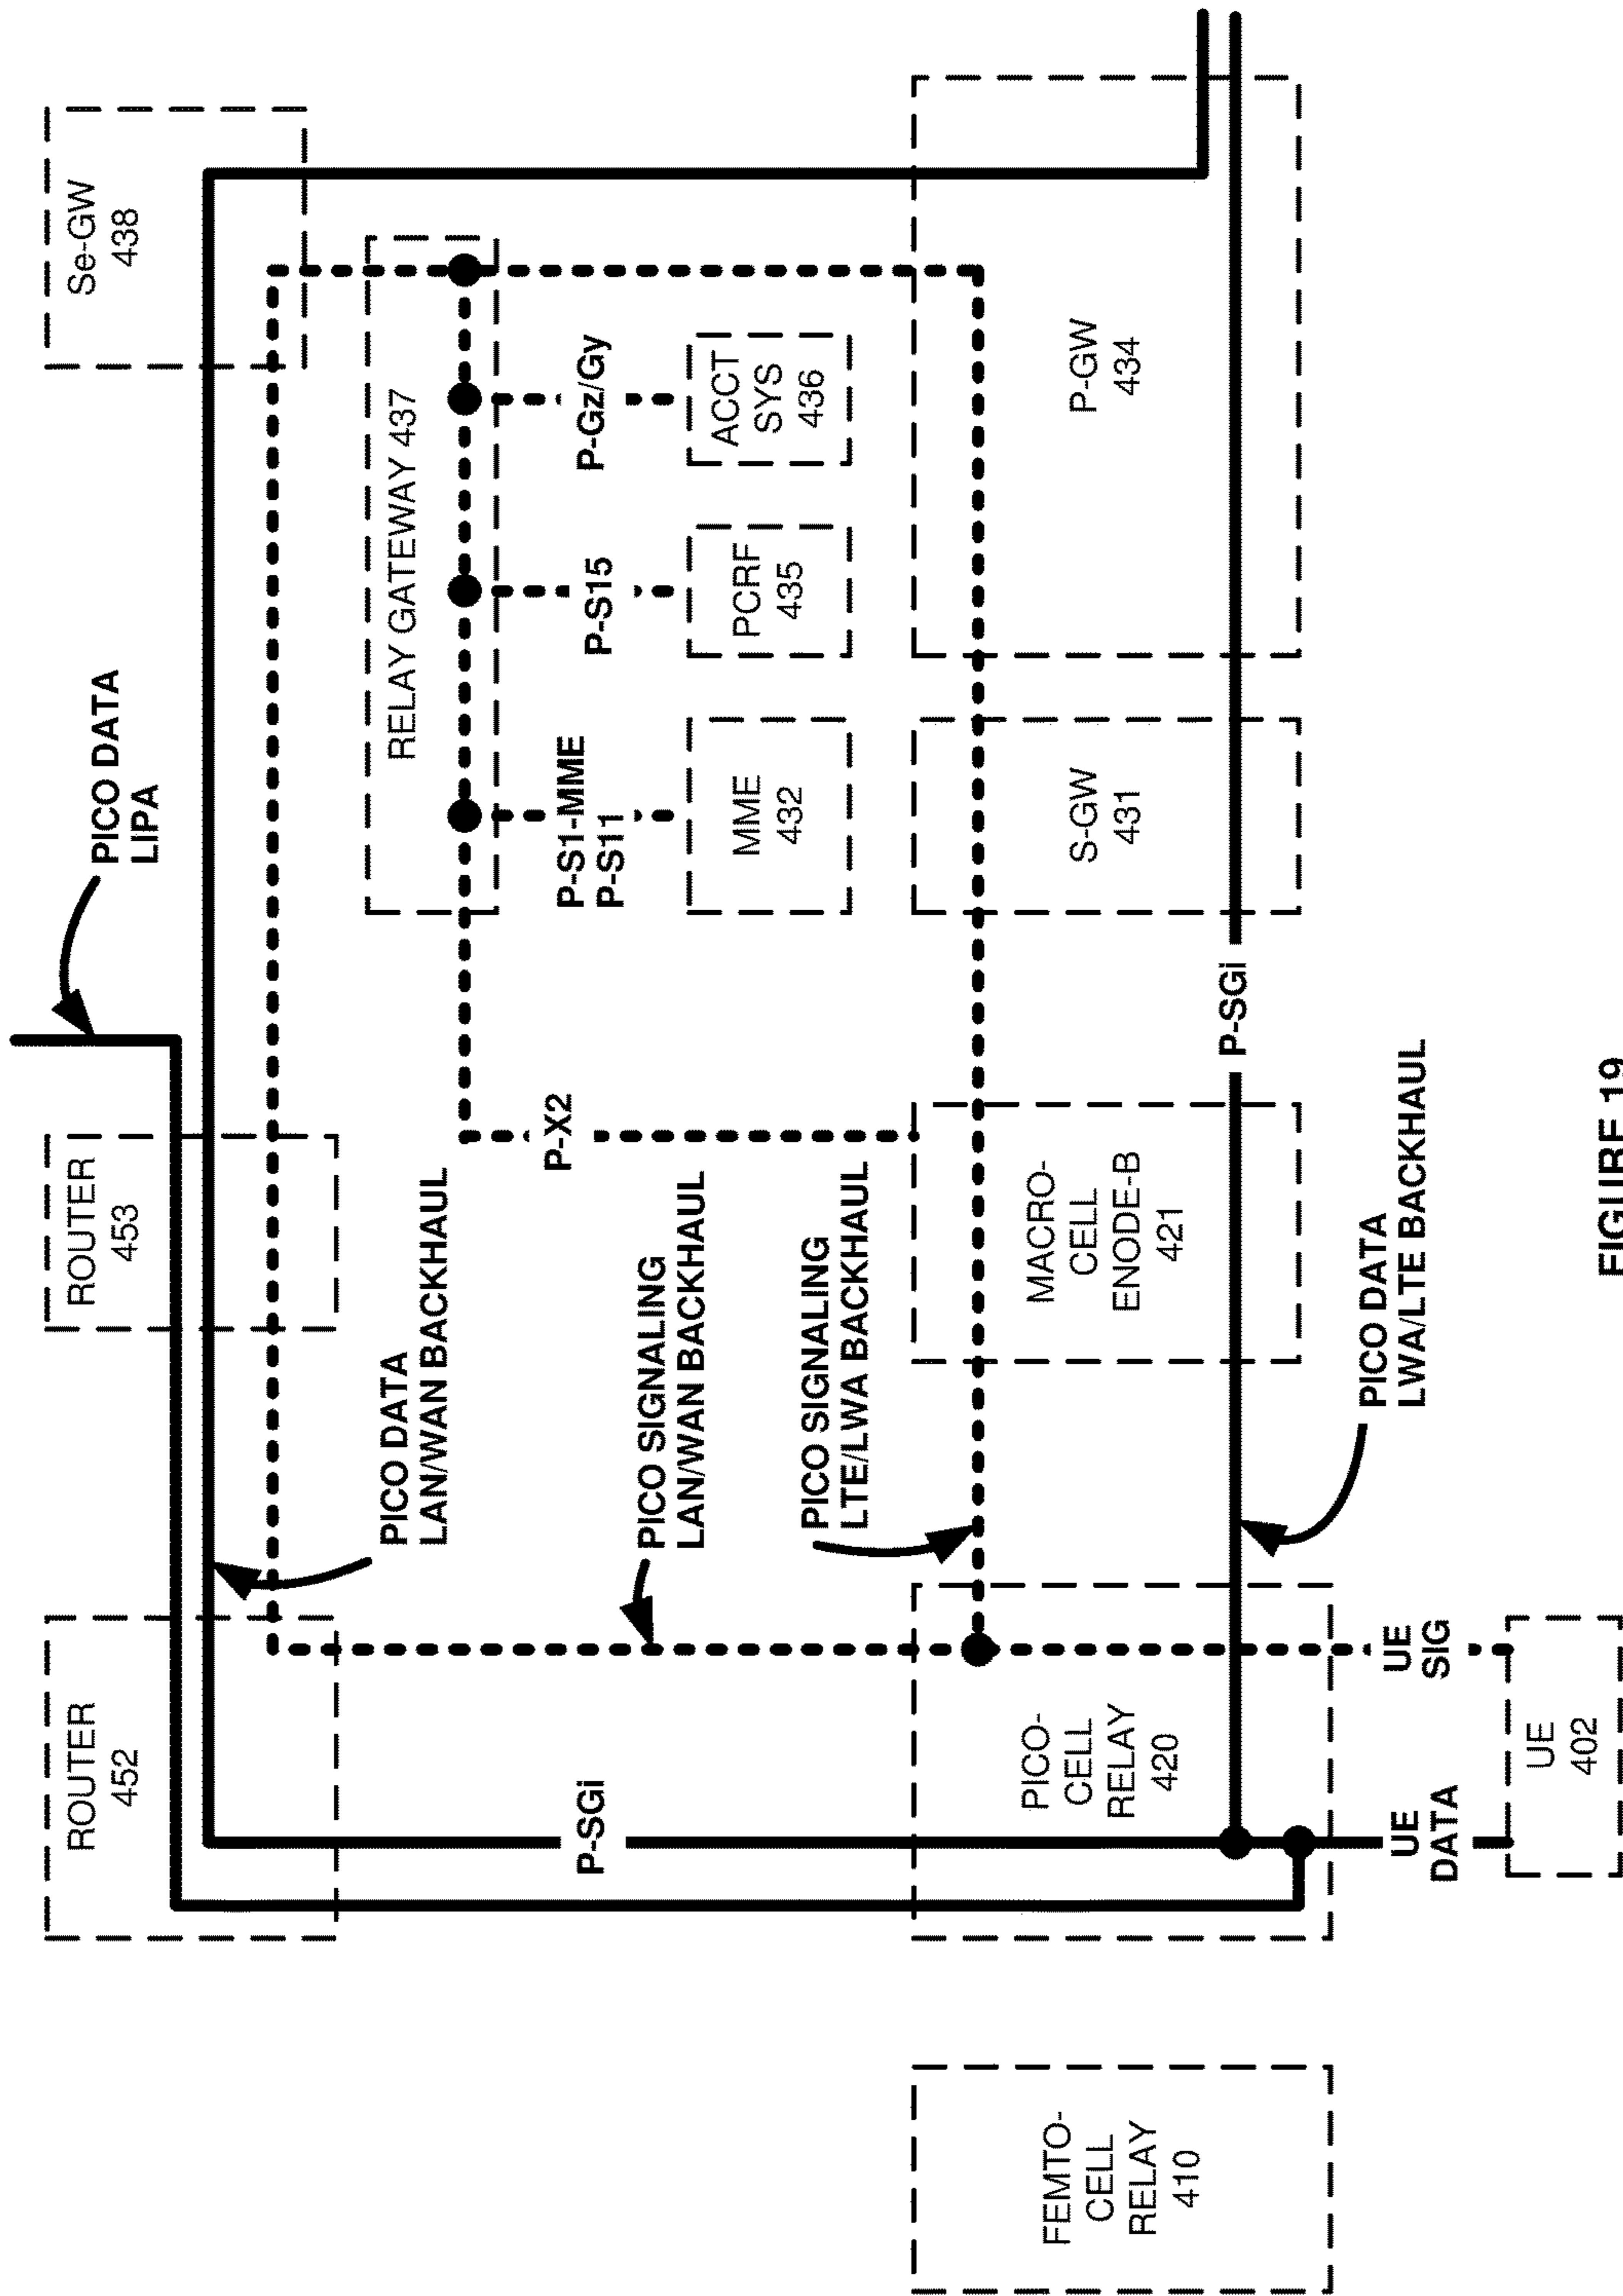 ROUTER
452
ROUTER
453
PICO DATA
LIPA
Se-GW
438
PICO DATA
LAN/WAN BACKHAUL
RELAY GATEWAY 437
P-SGi
PICO SIGNALING
LAN/WAN BACKHAUL
P-X2
P-S1-MME
P-S11
P-S15
P-Gz/Gy
PICO SIGNALING
LTE/LWA BACKHAUL
MME
432
PCRF
435
ACCT
SYS
436
FEMTO-
CELL
RELAY
410
PICO-
CELL
RELAY
420
MACRO-
CELL
ENODE-B
421
S-GW
431
P-GW
434
P-SGi
UE
DATA
UE
SIG
PICO DATA
LWA/LTE BACKHAUL
UE
402
FIGURE 19